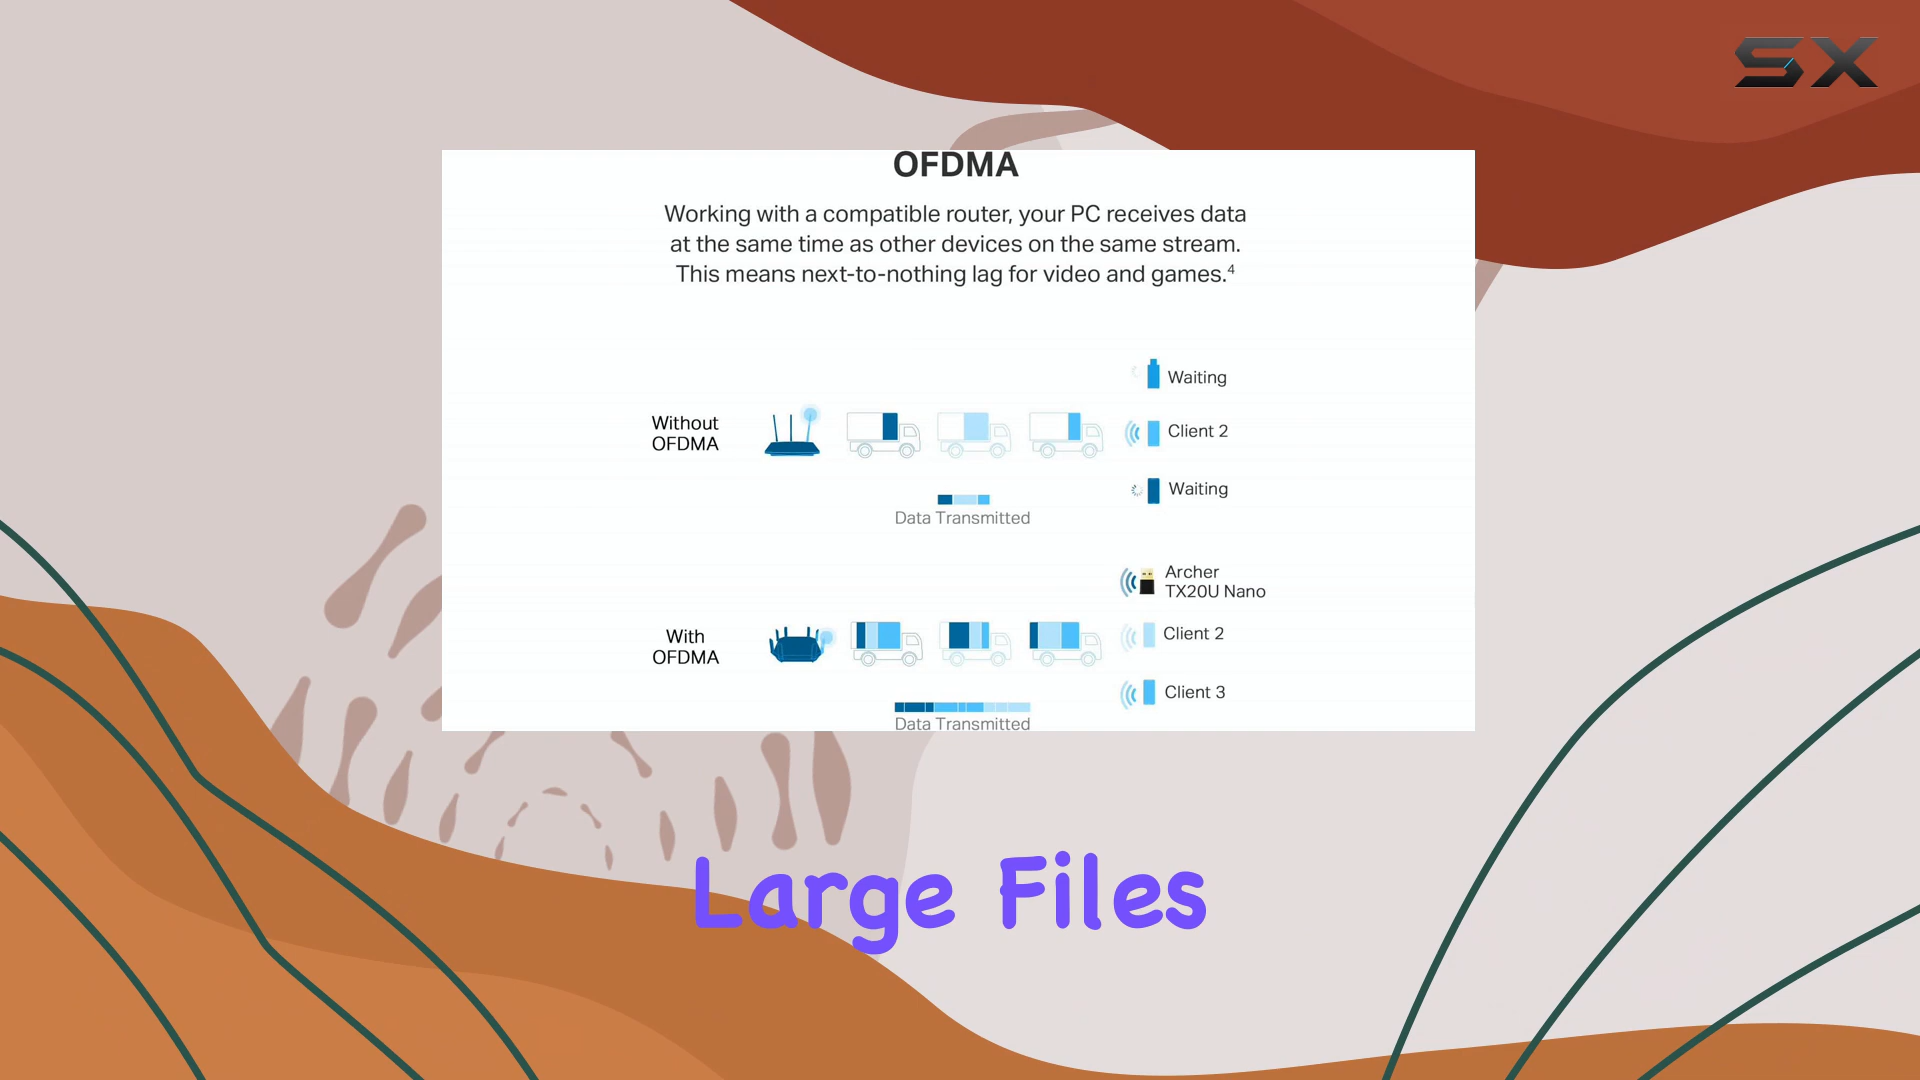 SX
OFDMA
Working with a compatible router, your PC receives data
at the same time as other devices on the same stream.
This means next-to-nothing lag for video and games.4
Without
OFDMA
Waiting
Client 2
Waiting
Data Transmitted
With
OFDMA
Archer
TX20U Nano
Client 2
Client 3
Data Transmitted
Large Files